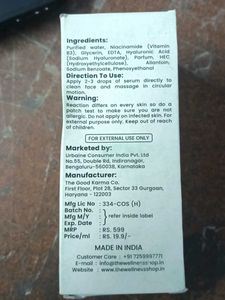 Ingredients:
Purified water, Niacinamide (Vitamin
B3), Glycerin, EDTA, Hyaluronic Acid
(Sodium Hyaluronate), Parfum, HEC
(Hydroxyethylcellulose), Allantoin,
Sodium Benzoate, Phenoxyethanol
Direction To Use:
Apply 2-3 drops of serum directly to
clean face and massage in circular
motion.
Warning:
Reaction differs on every skin so do a
patch test to make sure you are not
allergic. Do not apply on infected skin. For
external purpose only. Keep out of reach
of children.
FOR EXTERNAL USE ONLY
Marketed by:
Urbaine Consumer India Pvt. Ltd
No.55, Double Rd, Indiranagar,
Bengaluru-560038, Karnataka
Manufacturer:
The Good Karma Co.
First Floor, Plot 28, Sector 33 Gurgaon,
Haryana - 122003
Mfg Lic No : 334-COS (H)
Batch No. :
Mfg M/Y : refer inside label
Exp. Date :
MRP : RS. 599
Price/ml : RS. 19.9/-
MADE IN INDIA
Customer Care : +91 7259997771
E-mail : info@thewellnessshop.in
Website : www.thewellnessshop.in